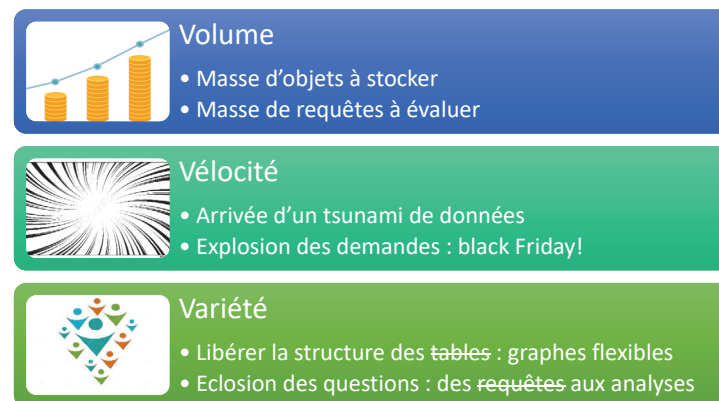 Volume
• Masse d'objets à stocker
• Masse de requêtes à évaluer
Vélocité
• Arrivée d'un tsunami de données
• Explosion des demandes : black Friday!
Variété
• Libérer la structure des tables : graphes flexibles
• Eclosion des questions : des requêtes aux analyses